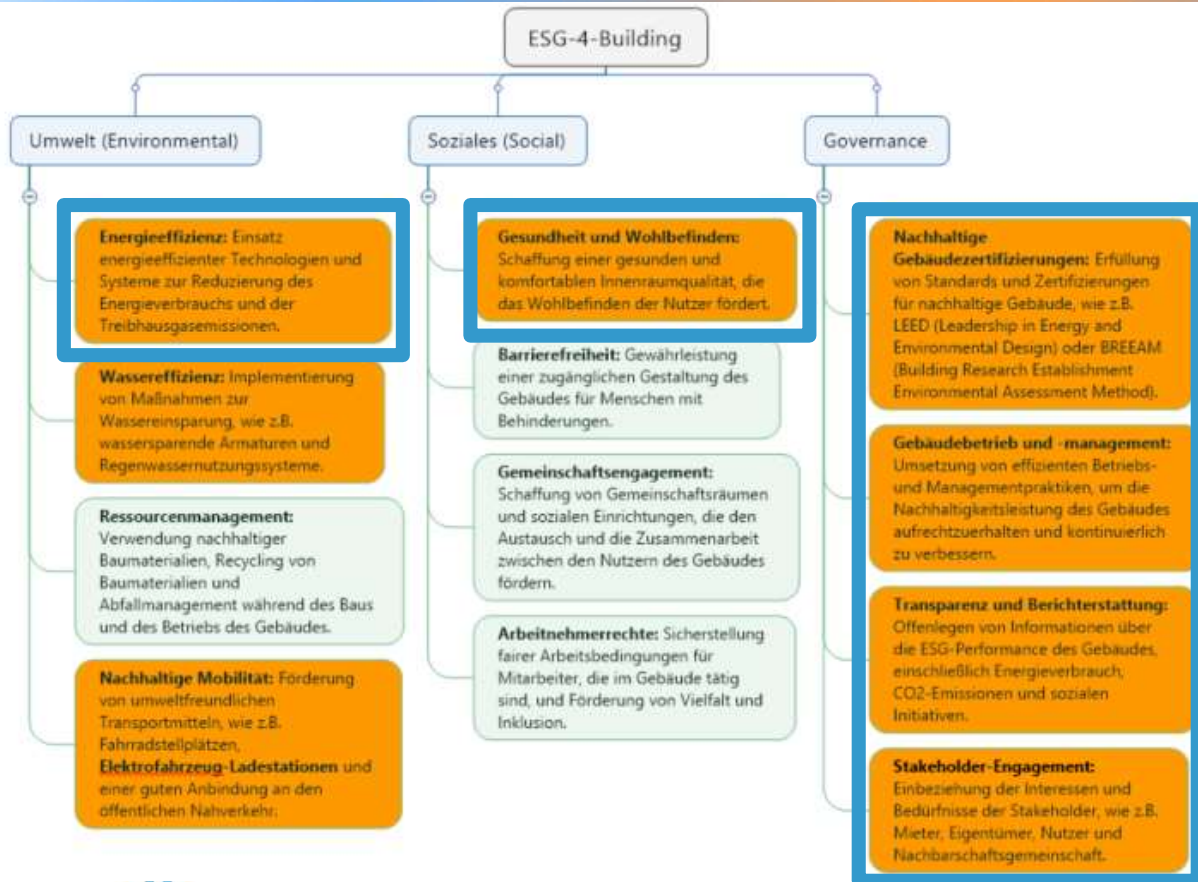 ESG-4-Building
Umwelt (Environmental)
Energieeffizienz: Einsatz
energieeffizienter Technologien und
Systeme zur Reduzierung des
Energieverbrauchs und der
Treibhausgasemissionen.
Wassereffizienz: Implementierung
von Maßnahmen zur
Wassereinsparung, wie z.B.
wassersparende Armaturen und
Regenwassernutzungssysteme.
Ressourcenmanagement:
Verwendung nachhaltiger
Baumaterialien, Recycling von
Baumaterialien und
Abfallmanagement während des Baus
und des Betriebs des Gebäudes.
Nachhaltige Mobilität: Förderung
von umweltfreundlichen
Transportmitteln, wie z.B.
Fahrradstellplätzen,
Elektrofahrzeug-Ladestationen und
einer guten Anbindung an den
öffentlichen Nahverkehr.
Soziales (Social)
Gesundheit und Wohlbefinden:
Schaffung einer gesunden und
komfortablen Innenraumqualität, die
das Wohlbefinden der Nutzer fördert.
Barrierefreiheit: Gewährleistung
einer zugänglichen Gestaltung des
Gebäudes für Menschen mit
Behinderungen.
Gemeinschaftsengagement:
Schaffung von Gemeinschaftsräumen
und sozialen Einrichtungen, die den
Austausch und die Zusammenarbeit
zwischen den Nutzern des Gebäudes
fördern.
Arbeitnehmerrechte: Sicherstellung
fairer Arbeitsbedingungen für
Mitarbeiter, die im Gebäude tätig
sind, und Förderung von Vielfalt und
Inklusion.
Governance
Nachhaltige
Gebäudezertifizierungen: Erfüllung
von Standards und Zertifizierungen
für nachhaltige Gebäude, wie z.B.
LEED (Leadership in Energy and
Environmental Design) oder BREEAM
(Building Research Establishment
Environmental Assessment Method).
Gebäudebetrieb und -management:
Umsetzung von effizienten Betriebs-
und Managementpraktiken, um die
Nachhaltigkeitsleistung des Gebäudes
aufrechtzuerhalten und kontinuierlich
zu verbessern.
Transparenz und Berichterstattung:
Offenlegen von Informationen über
die ESG-Performance des Gebäudes,
einschließlich Energieverbrauch,
CO2-Emissionen und sozialen
Initiativen.
Stakeholder-Engagement:
Einbeziehung der Interessen und
Bedürfnisse der Stakeholder, wie z.B.
Mieter, Eigentümer, Nutzer und
Nachbarschaftsgemeinschaft.